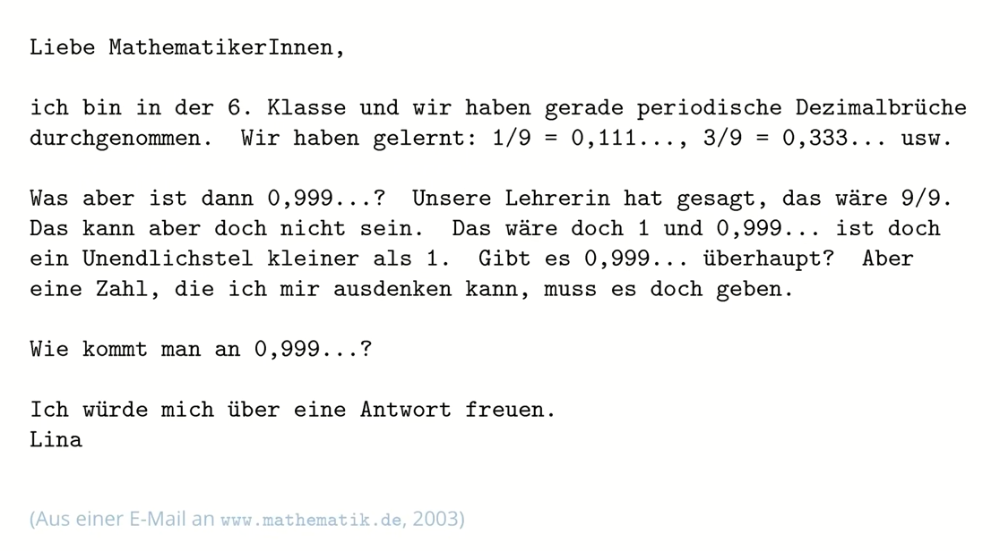 Liebe MathematikerInnen,
ich bin in der 6. Klasse und wir haben gerade periodische Dezimalbrüche
durchgenommen. Wir haben gelernt: 1/9 = 0,111..., 3/9 = 0,333... usw.
Was aber ist dann 0,999...? Unsere Lehrerin hat gesagt, das wäre 9/9.
Das kann aber doch nicht sein. Das wäre doch 1 und 0,999... ist doch
ein Unendlichstel kleiner als 1. Gibt es 0,999... überhaupt? Aber
eine Zahl, die ich mir ausdenken kann, muss es doch geben.
Wie kommt man an 0,999...?
Ich würde mich über eine Antwort freuen.
Lina
(Aus einer E-Mail an www.mathematik.de, 2003)